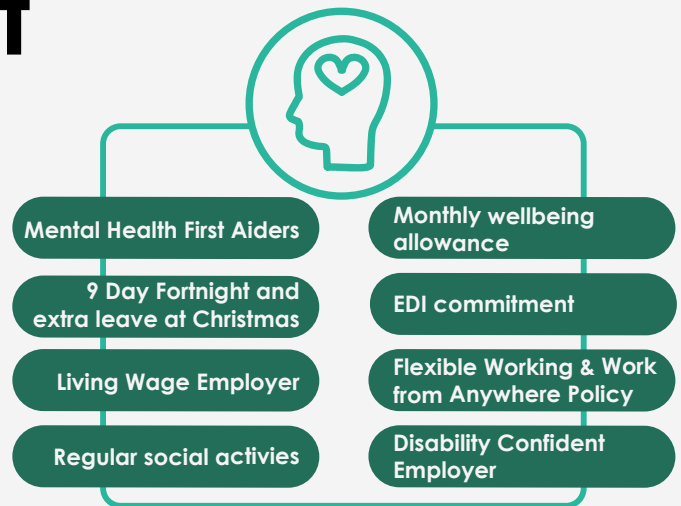 T
Mental Health First Aiders
9 Day Fortnight and
extra leave at Christmas
Living Wage Employer
Regular social activies
Monthly wellbeing
allowance
EDI commitment
Flexible Working & Work
from Anywhere Policy
Disability Confident
Employer